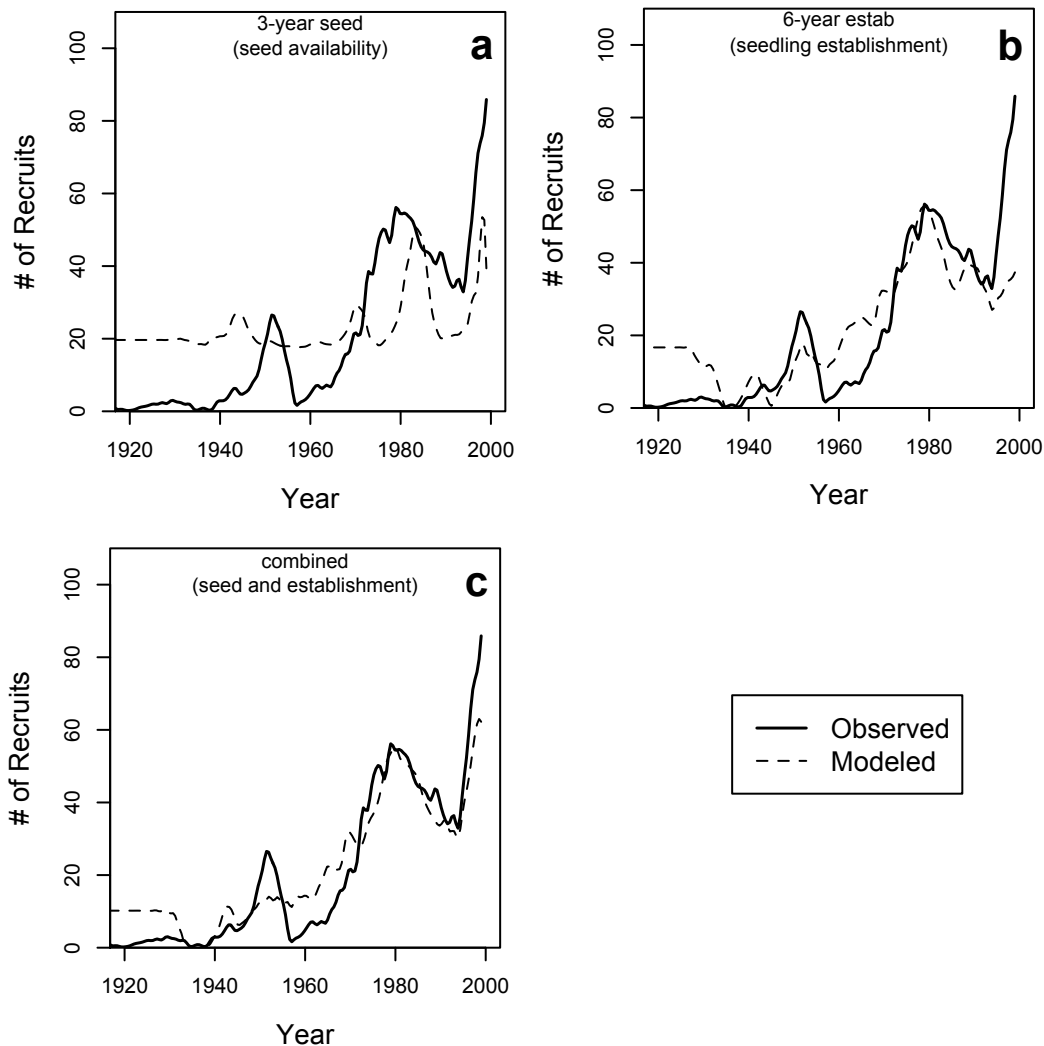 3-year seed
(seed availability)
a
# of Recruits
0 20 40 60 80 100
1920 1940 1960 1980 2000
Year
6-year estab
(seedling establishment)
b
# of Recruits
0 20 40 60 80 100
1920 1940 1960 1980 2000
Year
combined
(seed and establishment)
c
# of Recruits
0 20 40 60 80 100
1920 1940 1960 1980 2000
Year
Observed
Modeled